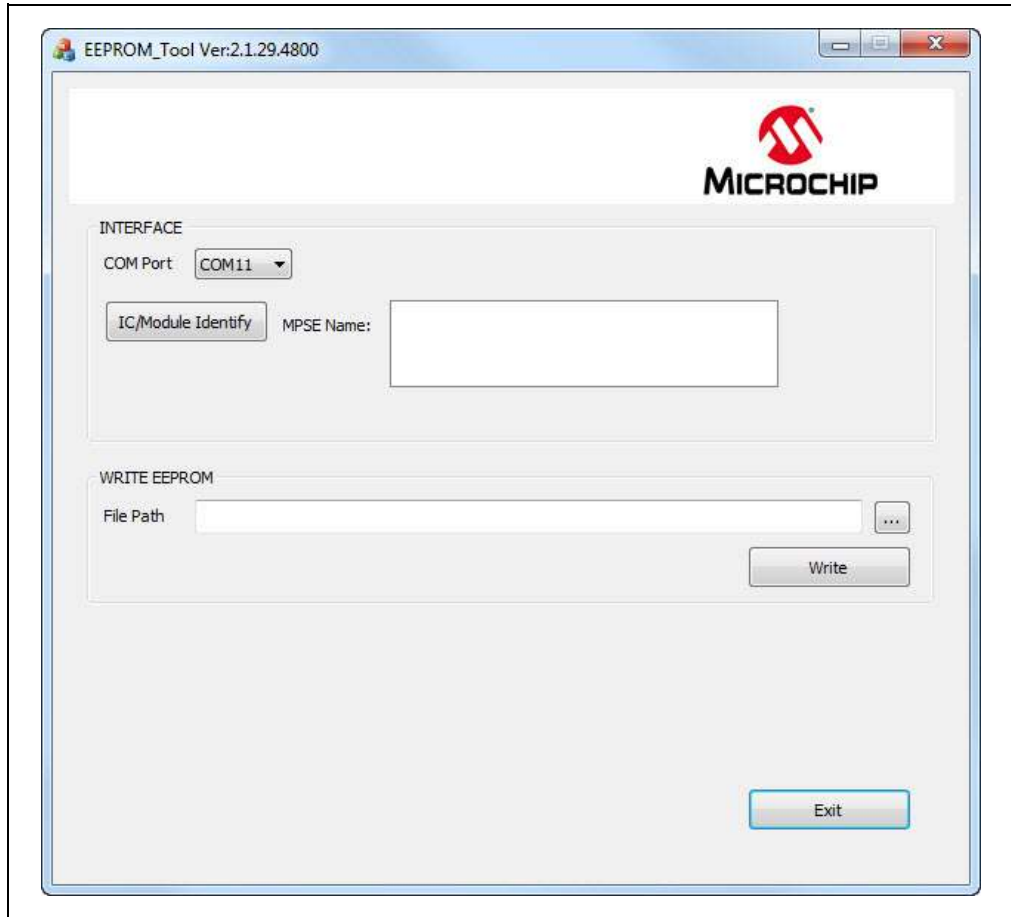 EEPROM_Tool Ver:2.1.29.4800
MICROCHIP
INTERFACE
COM Port COM11
IC/Module Identify MPSE Name:
WRITE EEPROM
File Path ...
Write
Exit